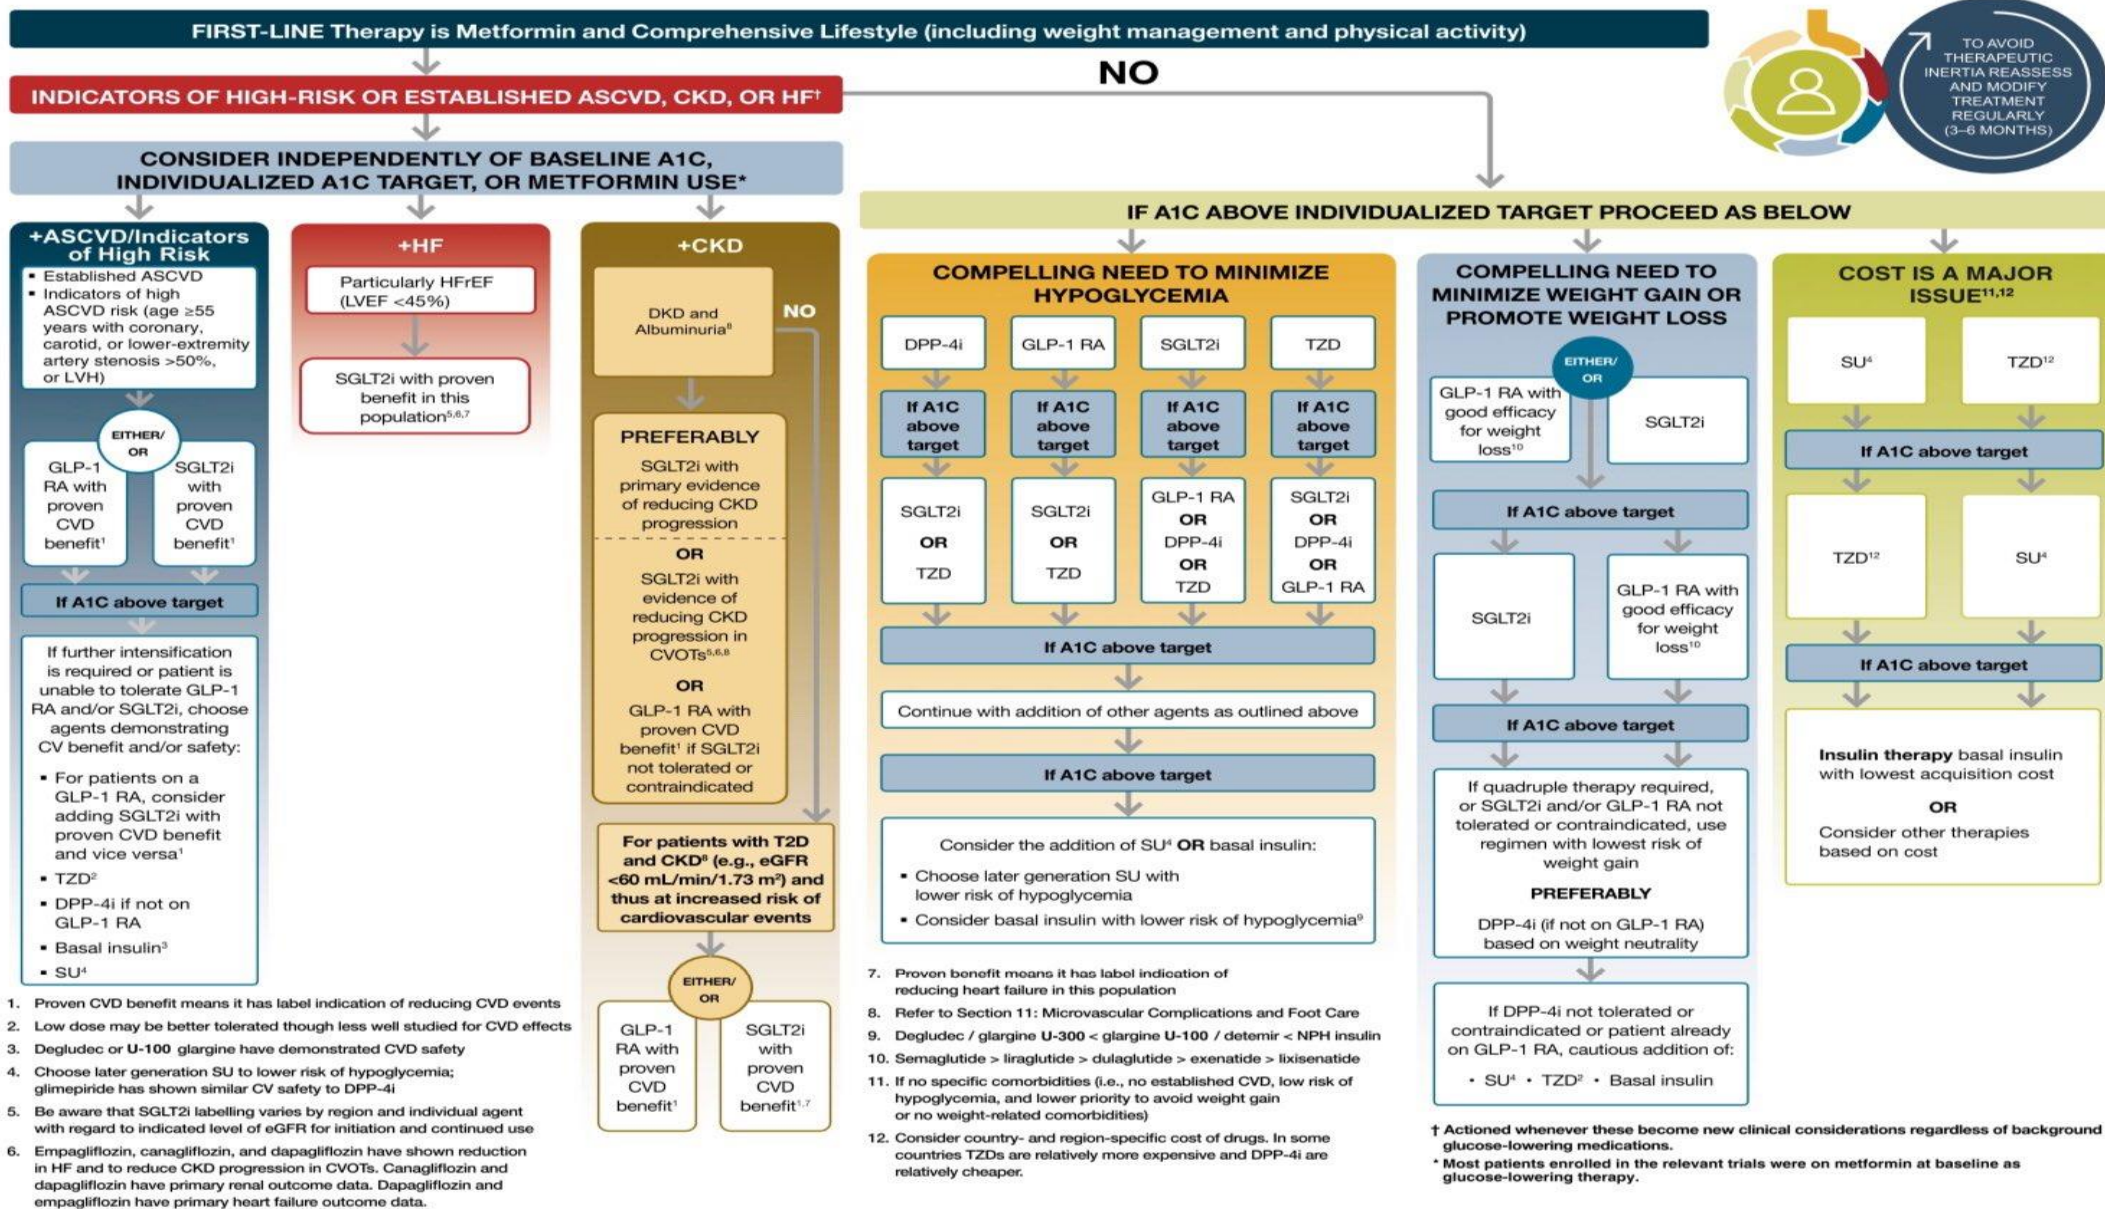 FIRST-LINE Therapy is Metformin and Comprehensive Lifestyle (including weight management and physical activity)
TO AVOID
THERAPEUTIC
INERTIA REASSESS
AND MODIFY
TREATMENT
REGULARLY
(3–6 MONTHS)
NO
INDICATORS OF HIGH-RISK OR ESTABLISHED ASCVD, CKD, OR HF†
CONSIDER INDEPENDENTLY OF BASELINE A1C,
INDIVIDUALIZED A1C TARGET, OR METFORMIN USE*
+ASCVD/Indicators
of High Risk
▪ Established ASCVD
▪ Indicators of high
ASCVD risk (age ≥55
years with coronary,
carotid, or lower-extremity
artery stenosis >50%,
or LVH)
EITHER/
OR
GLP-1
RA with
proven
CVD
benefit¹
SGLT2i
with
proven
CVD
benefit¹
If A1C above target
If further intensification
is required or patient is
unable to tolerate GLP-1
RA and/or SGLT2i, choose
agents demonstrating
CV benefit and/or safety:
▪ For patients on a
GLP-1 RA, consider
adding SGLT2i with
proven CVD benefit
and vice versa¹
▪ TZD²
▪ DPP-4i if not on
GLP-1 RA
▪ Basal insulin³
▪ SU⁴
+HF
Particularly HFrEF
(LVEF <45%)
SGLT2i with proven
benefit in this
population⁵,⁶,⁷
+CKD
DKD and
Albuminuria⁸
NO
PREFERABLY
SGLT2i with
primary evidence
of reducing CKD
progression
OR
SGLT2i with
evidence of
reducing CKD
progression in
CVOTs⁵,⁶,⁸
OR
GLP-1 RA with
proven CVD
benefit¹ if SGLT2i
not tolerated or
contraindicated
For patients with T2D
and CKD⁸ (e.g., eGFR
<60 mL/min/1.73 m²) and
thus at increased risk of
cardiovascular events
EITHER/
OR
GLP-1
RA with
proven
CVD
benefit¹
SGLT2i
with
proven
CVD
benefit¹,⁷
IF A1C ABOVE INDIVIDUALIZED TARGET PROCEED AS BELOW
COMPELLING NEED TO MINIMIZE
HYPOGLYCEMIA
DPP-4i
GLP-1 RA
SGLT2i
TZD
If A1C
above
target
If A1C
above
target
If A1C
above
target
If A1C
above
target
SGLT2i
OR
TZD
SGLT2i
OR
TZD
GLP-1 RA
OR
DPP-4i
OR
TZD
SGLT2i
OR
DPP-4i
OR
GLP-1 RA
If A1C above target
Continue with addition of other agents as outlined above
If A1C above target
Consider the addition of SU⁴ OR basal insulin:
▪ Choose later generation SU with
lower risk of hypoglycemia
▪ Consider basal insulin with lower risk of hypoglycemia⁹
COMPELLING NEED TO
MINIMIZE WEIGHT GAIN OR
PROMOTE WEIGHT LOSS
EITHER/
OR
GLP-1 RA with
good efficacy
for weight
loss¹⁰
SGLT2i
If A1C above target
SGLT2i
GLP-1 RA with
good efficacy
for weight
loss¹⁰
If A1C above target
If quadruple therapy required,
or SGLT2i and/or GLP-1 RA not
tolerated or contraindicated, use
regimen with lowest risk of
weight gain
PREFERABLY
DPP-4i (if not on GLP-1 RA)
based on weight neutrality
If DPP-4i not tolerated or
contraindicated or patient already
on GLP-1 RA, cautious addition of:
• SU⁴ • TZD² • Basal insulin
COST IS A MAJOR
ISSUE¹¹,¹²
SU⁴
TZD¹²
If A1C above target
TZD¹²
SU⁴
If A1C above target
Insulin therapy basal insulin
with lowest acquisition cost
OR
Consider other therapies
based on cost
1. Proven CVD benefit means it has label indication of reducing CVD events
2. Low dose may be better tolerated though less well studied for CVD effects
3. Degludec or U-100 glargine have demonstrated CVD safety
4. Choose later generation SU to lower risk of hypoglycemia;
glimepiride has shown similar CV safety to DPP-4i
5. Be aware that SGLT2i labelling varies by region and individual agent
with regard to indicated level of eGFR for initiation and continued use
6. Empagliflozin, canagliflozin, and dapagliflozin have shown reduction
in HF and to reduce CKD progression in CVOTs. Canagliflozin and
dapagliflozin have primary renal outcome data. Dapagliflozin and
empagliflozin have primary heart failure outcome data.
7. Proven benefit means it has label indication of
reducing heart failure in this population
8. Refer to Section 11: Microvascular Complications and Foot Care
9. Degludec / glargine U-300 < glargine U-100 / detemir < NPH insulin
10. Semaglutide > liraglutide > dulaglutide > exenatide > lixisenatide
11. If no specific comorbidities (i.e., no established CVD, low risk of
hypoglycemia, and lower priority to avoid weight gain
or no weight-related comorbidities)
12. Consider country- and region-specific cost of drugs. In some
countries TZDs are relatively more expensive and DPP-4i are
relatively cheaper.
† Actioned whenever these become new clinical considerations regardless of background
glucose-lowering medications.
* Most patients enrolled in the relevant trials were on metformin at baseline as
glucose-lowering therapy.